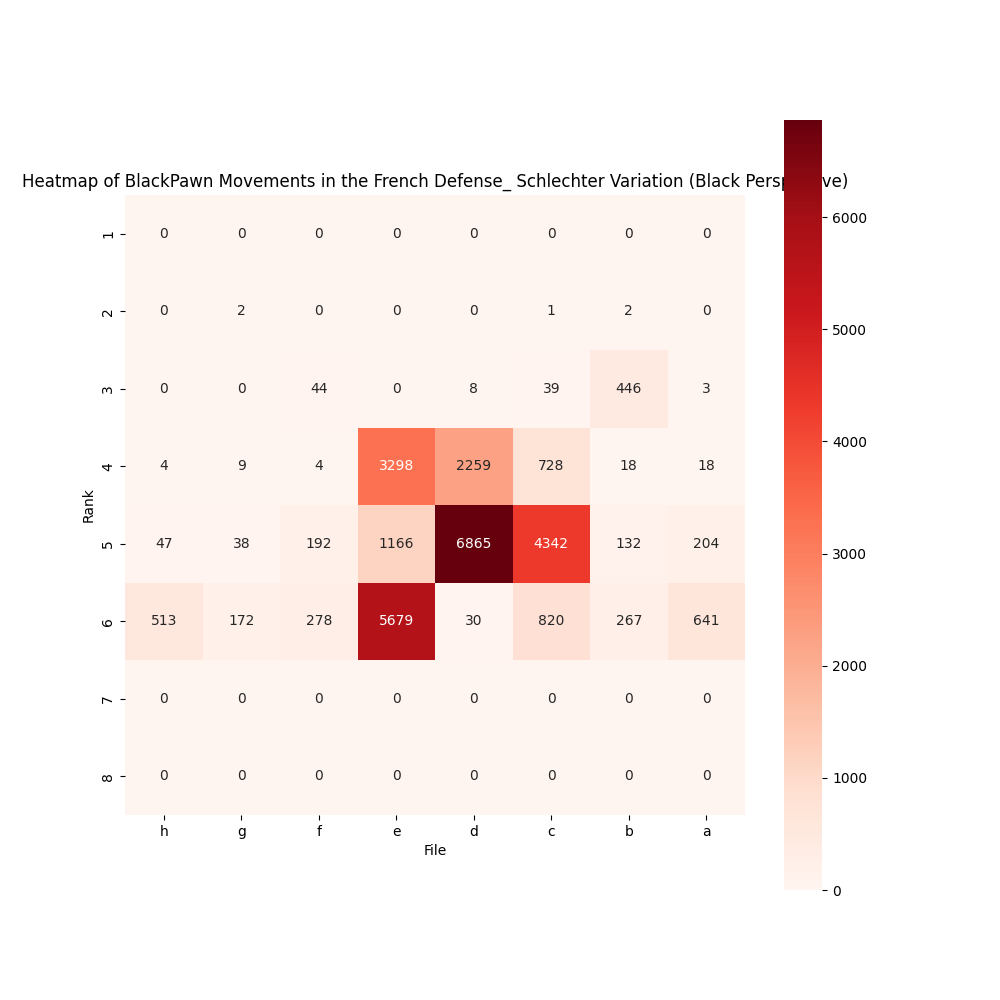 Heatmap of BlackPawn Movements in the French Defense_ Schlechter Variation (Black Perspective)
1 0 0 0 0 0 0 0 0
2 0 2 0 0 0 1 2 0
3 0 0 44 0 8 39 446 3
4 4 9 4 3298 2259 728 18 18
5 47 38 192 1166 6865 4342 132 204
6 513 172 278 5679 30 820 267 641
7 0 0 0 0 0 0 0 0
8 0 0 0 0 0 0 0 0
h g f e d c b a
Rank
File
6000
5000
4000
3000
2000
1000
0